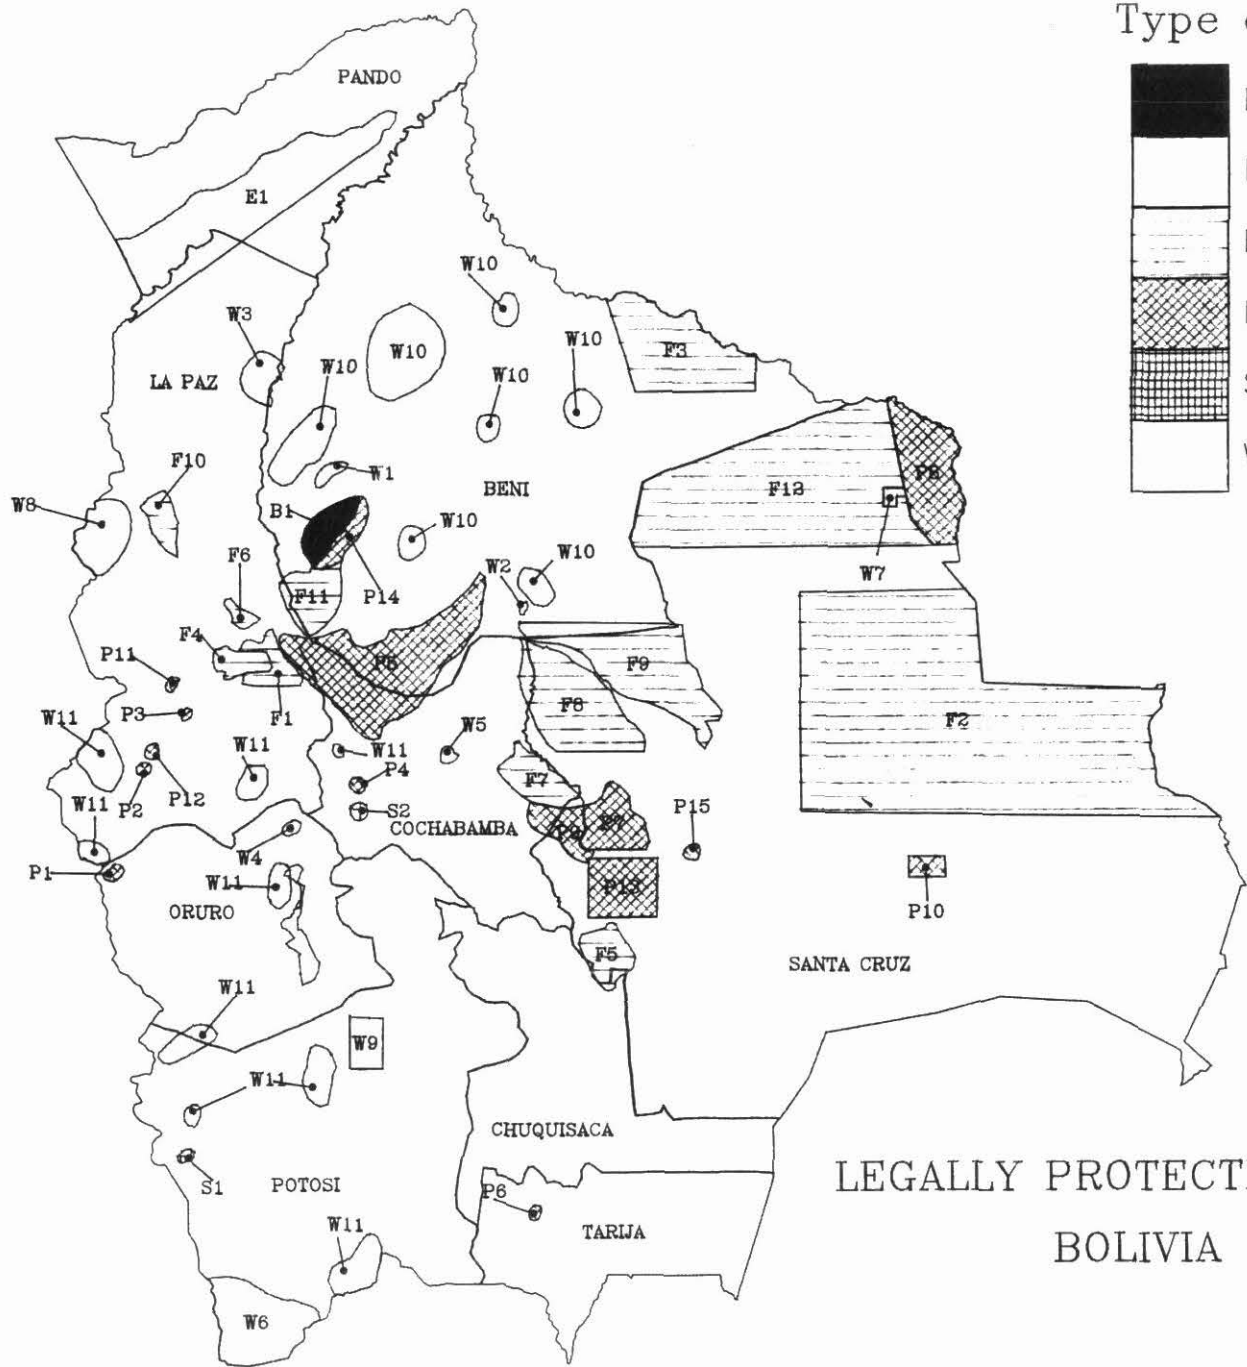 Type
PANDO
E1
W10
W3
W10
W10
W10
F3
LA PAZ
W10
F10
W1
BENI
F12
W8
B1
W10
W7
F6
W2
W10
F11
P14
F4
P11
F9
F1
P3
F8
F2
W11
W5
W11
W11
P4
F7
P12
P2
S2
P15
W11
COCHABAMBA
W4
P1
W11
P13
ORURO
P10
F5
SANTA CRUZ
W11
W9
W11
CHUQUISACA
S1
POTOSI
P6
LEGALLY PROTECT
W11
TARIJA
BOLIVIA
W6